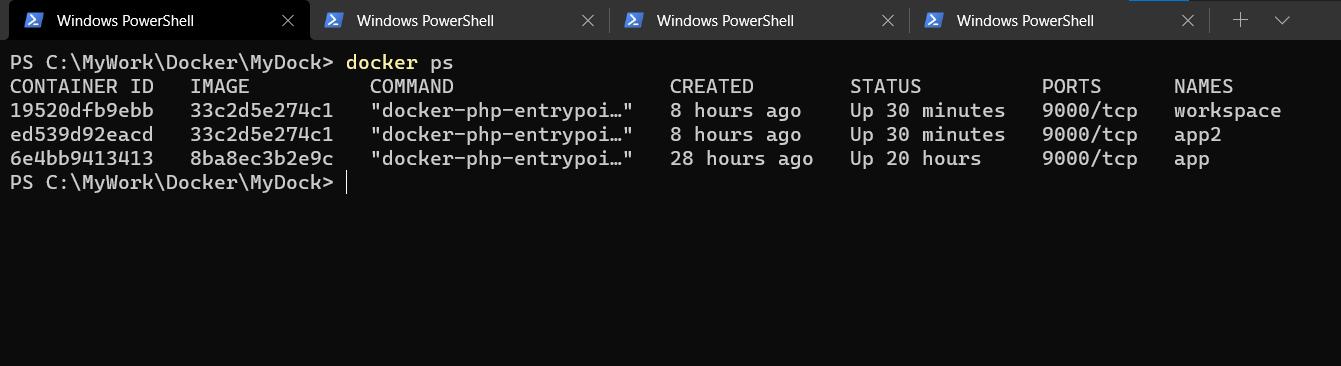 Windows PowerShell Windows PowerShell Windows PowerShell Windows PowerShell
PS C:\MyWork\Docker\MyDock> docker ps
CONTAINER ID   IMAGE          COMMAND                  CREATED        STATUS          PORTS      NAMES
19520dfb9ebb   33c2d5e274c1   "docker-php-entrypoi…"   8 hours ago    Up 30 minutes   9000/tcp   workspace
ed539d92eacd   33c2d5e274c1   "docker-php-entrypoi…"   8 hours ago    Up 30 minutes   9000/tcp   app2
6e4bb9413413   8ba8ec3b2e9c   "docker-php-entrypoi…"   28 hours ago   Up 20 hours     9000/tcp   app
PS C:\MyWork\Docker\MyDock>